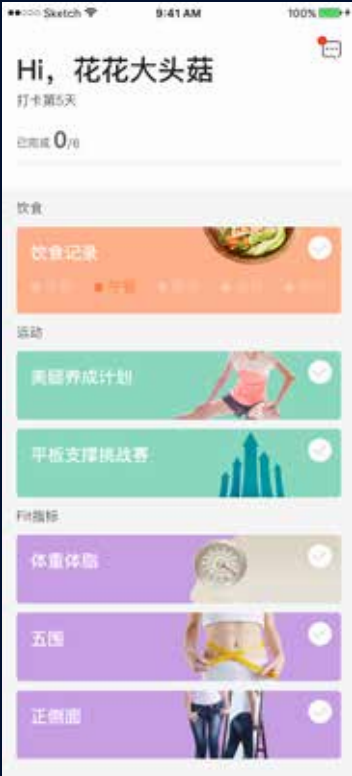 Sketch 9:41 AM 100%
Hi，花花大头菇
打卡第5天
已完成 0/6
饮食
饮食记录
午餐
运动
美腿养成计划
平板支撑挑战赛
Fit指标
体重体脂
五围
正侧面